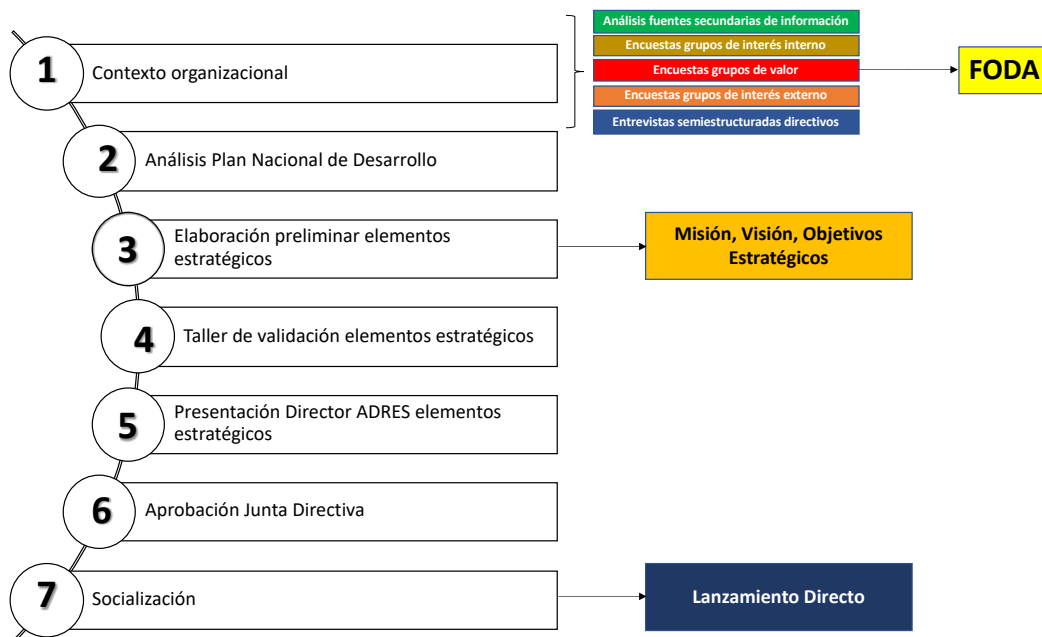 1
Contexto organizacional
Análisis fuentes secundarias de información
Encuestas grupos de interés interno
Encuestas grupos de valor
Encuestas grupos de interés externo
Entrevistas semiestructuradas directivos
FODA
2
Análisis Plan Nacional de Desarrollo
3
Elaboración preliminar elementos
estratégicos
Misión, Visión, Objetivos
Estratégicos
4
Taller de validación elementos estratégicos
5
Presentación Director ADRES elementos
estratégicos
6
Aprobación Junta Directiva
7
Socialización
Lanzamiento Directo